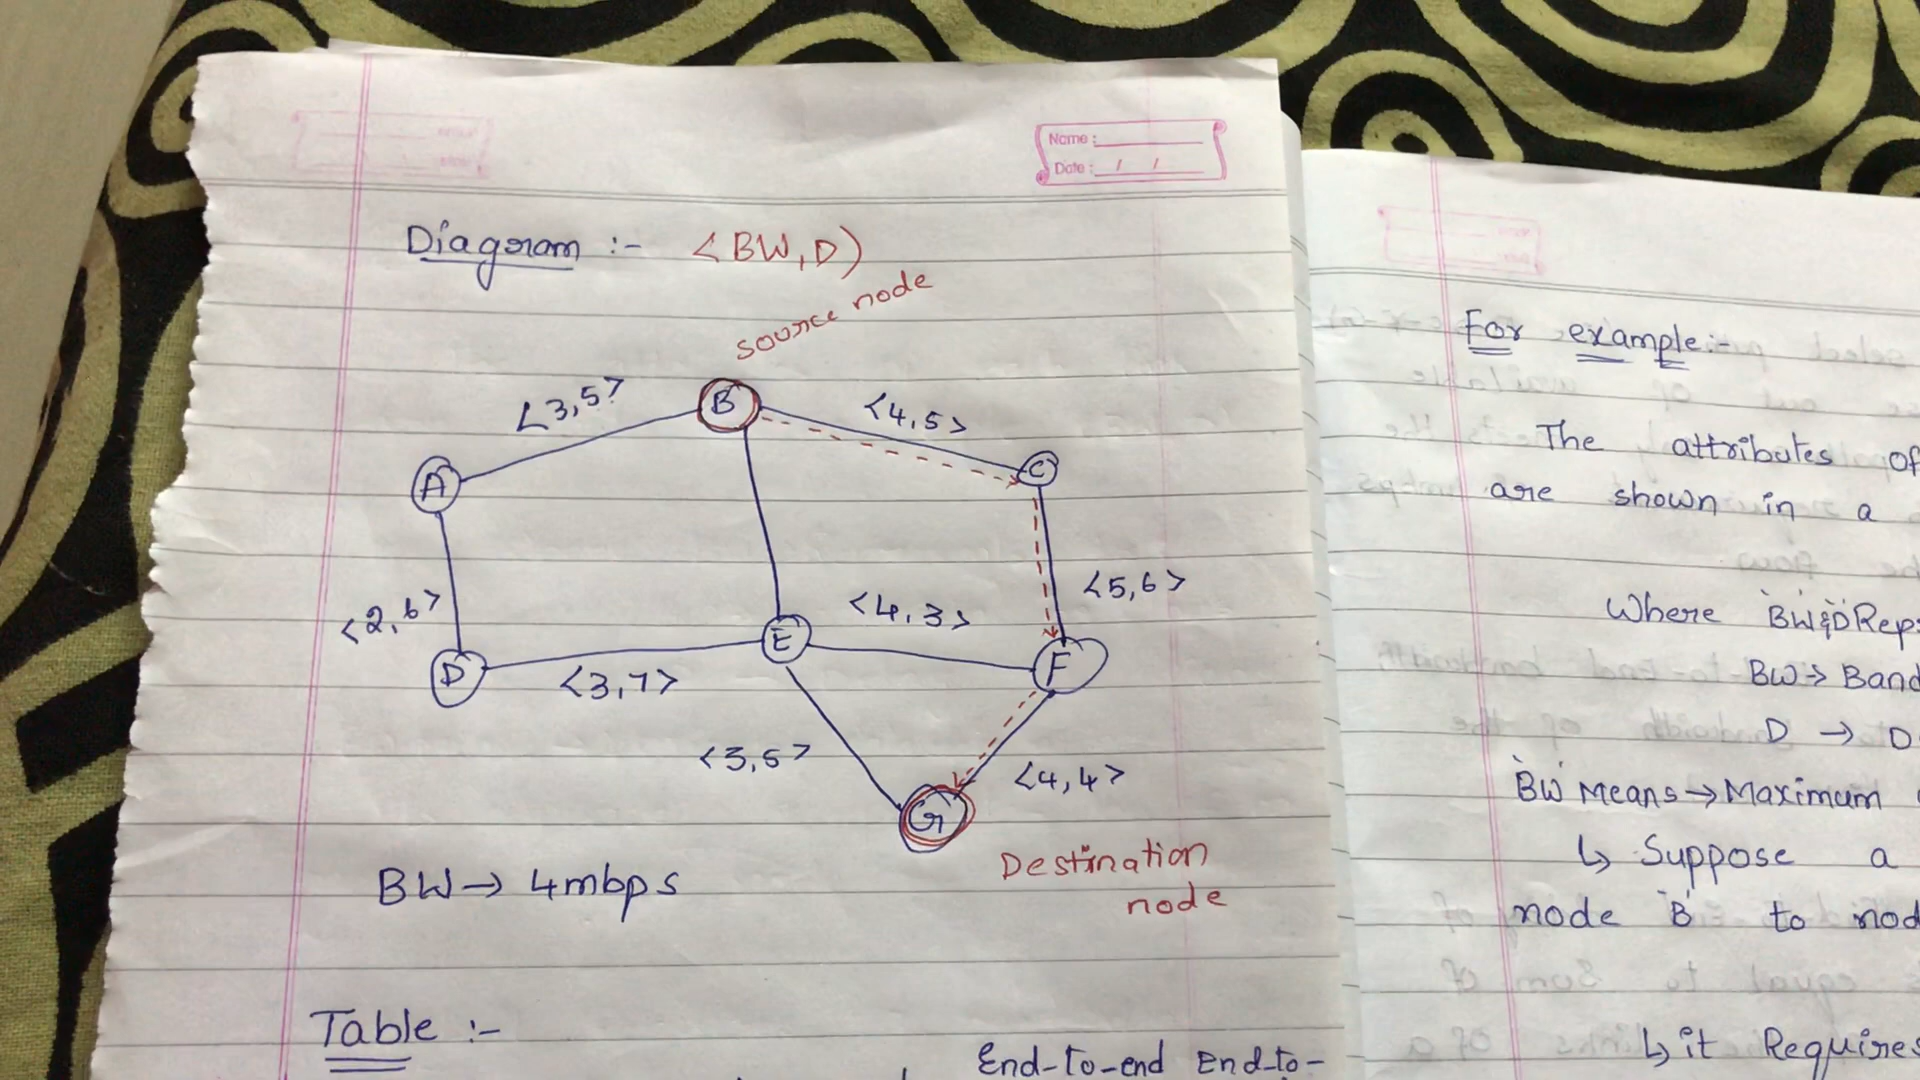 Name :
Date : / /
Diagram :- <BW, D)
source node
<3,5>
B
<4,5>
A
C
<2,6>
<4,3>
<5,6>
E
D
F
<3,7>
<3,5>
<4,4>
G
BW → 4mbps
Destination
node
Table :-
End-to-end End-to-
For example:-
The attributes of
are shown in a
Where 'BW&D'Rep
BW → Band
D → D
'BW' Means → Maximum
↳ Suppose a
node 'B' to nod
↳ it Requires